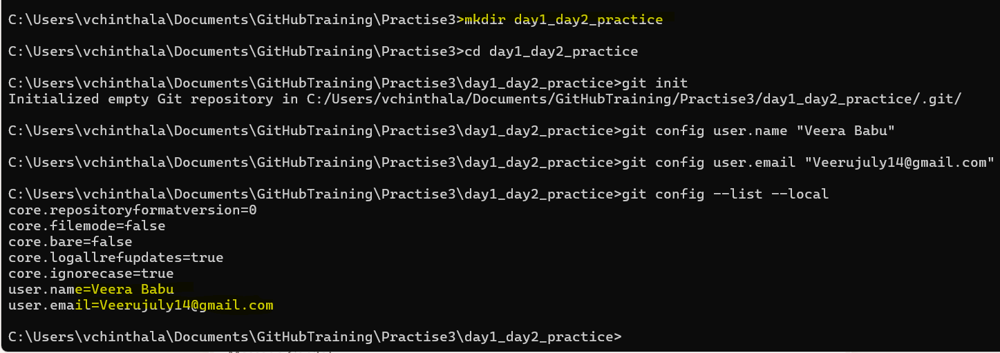 C:\Users\vchinthala\Documents\GitHubTraining\Practise3>mkdir day1_day2_practice
C:\Users\vchinthala\Documents\GitHubTraining\Practise3>cd day1_day2_practice
C:\Users\vchinthala\Documents\GitHubTraining\Practise3\day1_day2_practice>git init
Initialized empty Git repository in C:/Users/vchinthala/Documents/GitHubTraining/Practise3/day1_day2_practice/.git/
C:\Users\vchinthala\Documents\GitHubTraining\Practise3\day1_day2_practice>git config user.name "Veera Babu"
C:\Users\vchinthala\Documents\GitHubTraining\Practise3\day1_day2_practice>git config user.email "Veerujuly14@gmail.com"
C:\Users\vchinthala\Documents\GitHubTraining\Practise3\day1_day2_practice>git config --list --local
core.repositoryformatversion=0
core.filemode=false
core.bare=false
core.logallrefupdates=true
core.ignorecase=true
user.name=Veera Babu
user.email=Veerujuly14@gmail.com
C:\Users\vchinthala\Documents\GitHubTraining\Practise3\day1_day2_practice>